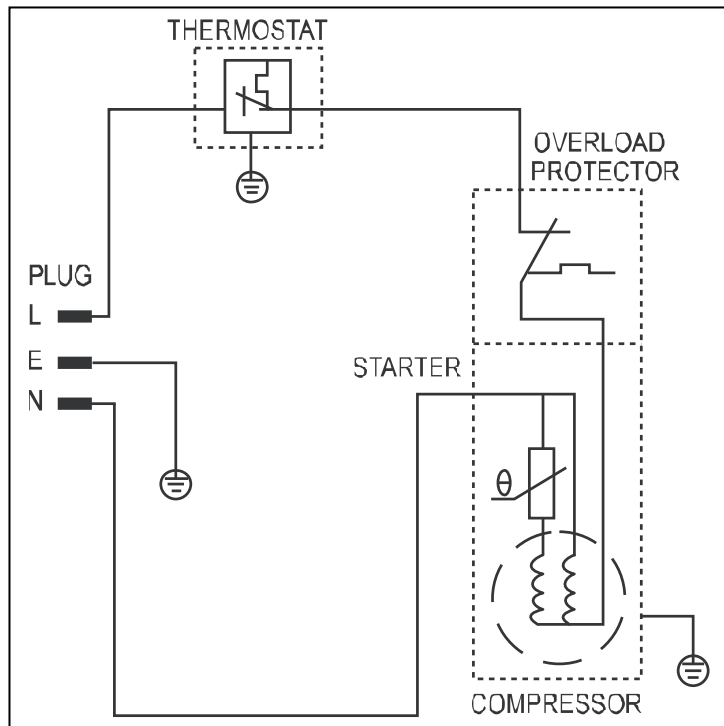 THERMOSTAT
OVERLOAD
PROTECTOR
PLUG
L
E
STARTER
N
θ
COMPRESSOR